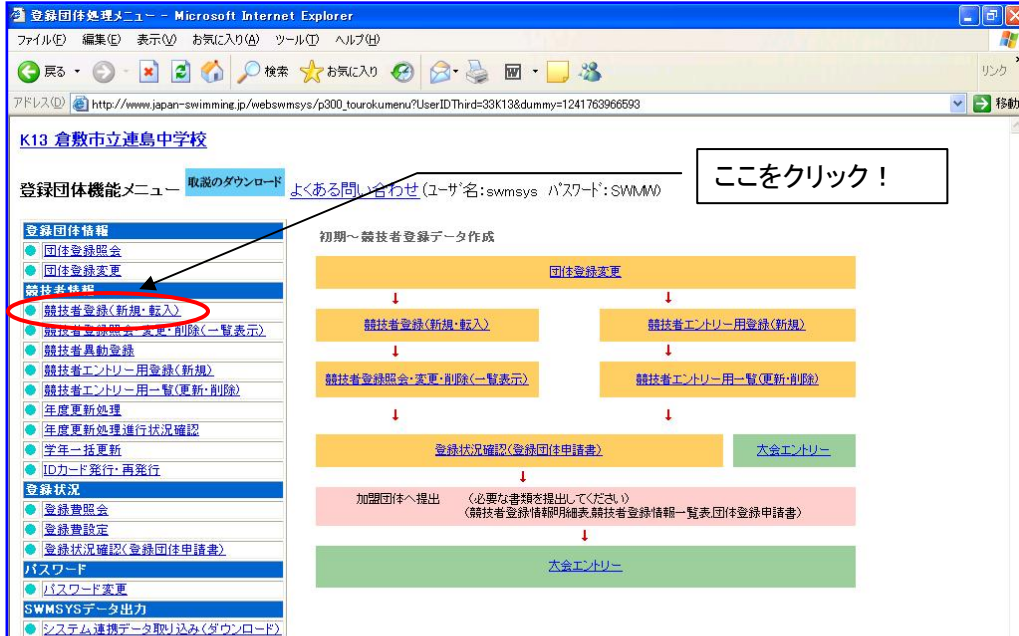 登録団体処理メニュー - Microsoft Internet Explorer
ファイル(F) 編集(E) 表示(V) お気に入り(A) ツール(T) ヘルプ(H)
戻る 検索 お気に入り リンク
アドレス(D) http://www.japan-swimming.jp/webswmsys/p300_tourokumenu?UserIDThird=33K13&dummy=1241763966593 移動
K13 倉敷市立連島中学校
ここをクリック！
登録団体機能メニュー 取説のダウンロード よくある問い合わせ(ユーザ名:swmsys パスワード:SWMW)
登録団体情報
団体登録照会
団体登録変更
競技者情報
競技者登録(新規・転入)
競技者登録照会・変更・削除(一覧表示)
競技者異動登録
競技者エントリー用登録(新規)
競技者エントリー用一覧(更新・削除)
年度更新処理
年度更新処理進行状況確認
学年一括更新
IDカード発行・再発行
登録状況
登録費照会
登録費設定
登録状況確認(登録団体申請書)
パスワード
パスワード変更
SWMSYSデータ出力
システム連携データ取り込み(ダウンロード)
初期～競技者登録データ作成
団体登録変更
↓ ↓
競技者登録(新規・転入) 競技者エントリー用登録(新規)
↓ ↓
競技者登録照会・変更・削除(一覧表示) 競技者エントリー用一覧(更新・削除)
↓ ↓
登録状況確認(登録団体申請書) 大会エントリー
↓
加盟団体へ提出 (必要な書類を提出してください)
(競技者登録情報明細表,競技者登録情報一覧表,団体登録申請書)
↓
大会エントリー